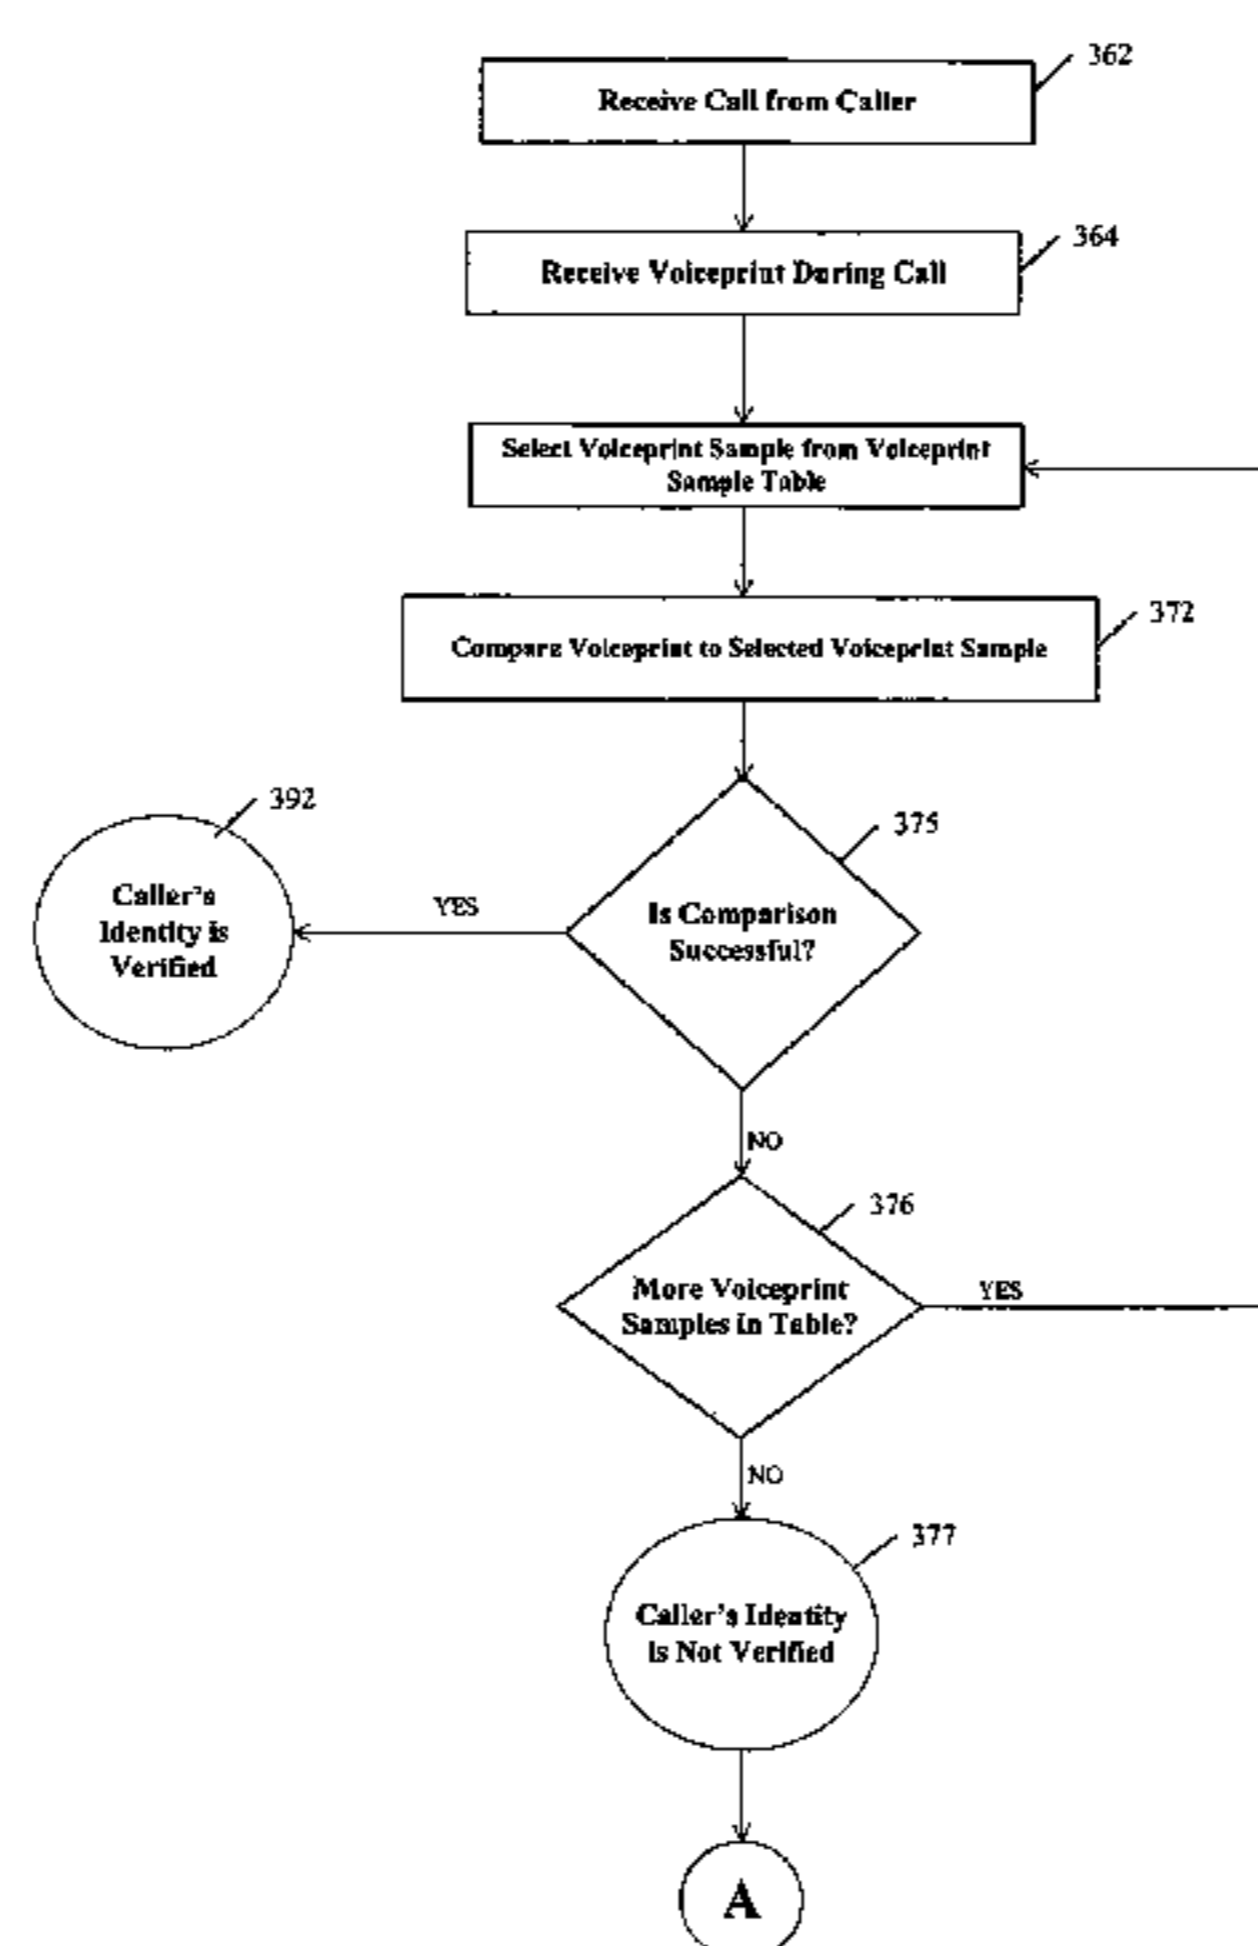 362
Receive Call from Caller
364
Receive Voiceprint During Call
Select Voiceprint Sample from Voiceprint
Sample Table
372
Compare Voiceprint to Selected Voiceprint Sample
392
375
Caller's
Identity is
Verified
YES
Is Comparison
Successful?
NO
376
More Voiceprint
Samples in Table?
YES
NO
377
Caller's Identity
is Not Verified
A